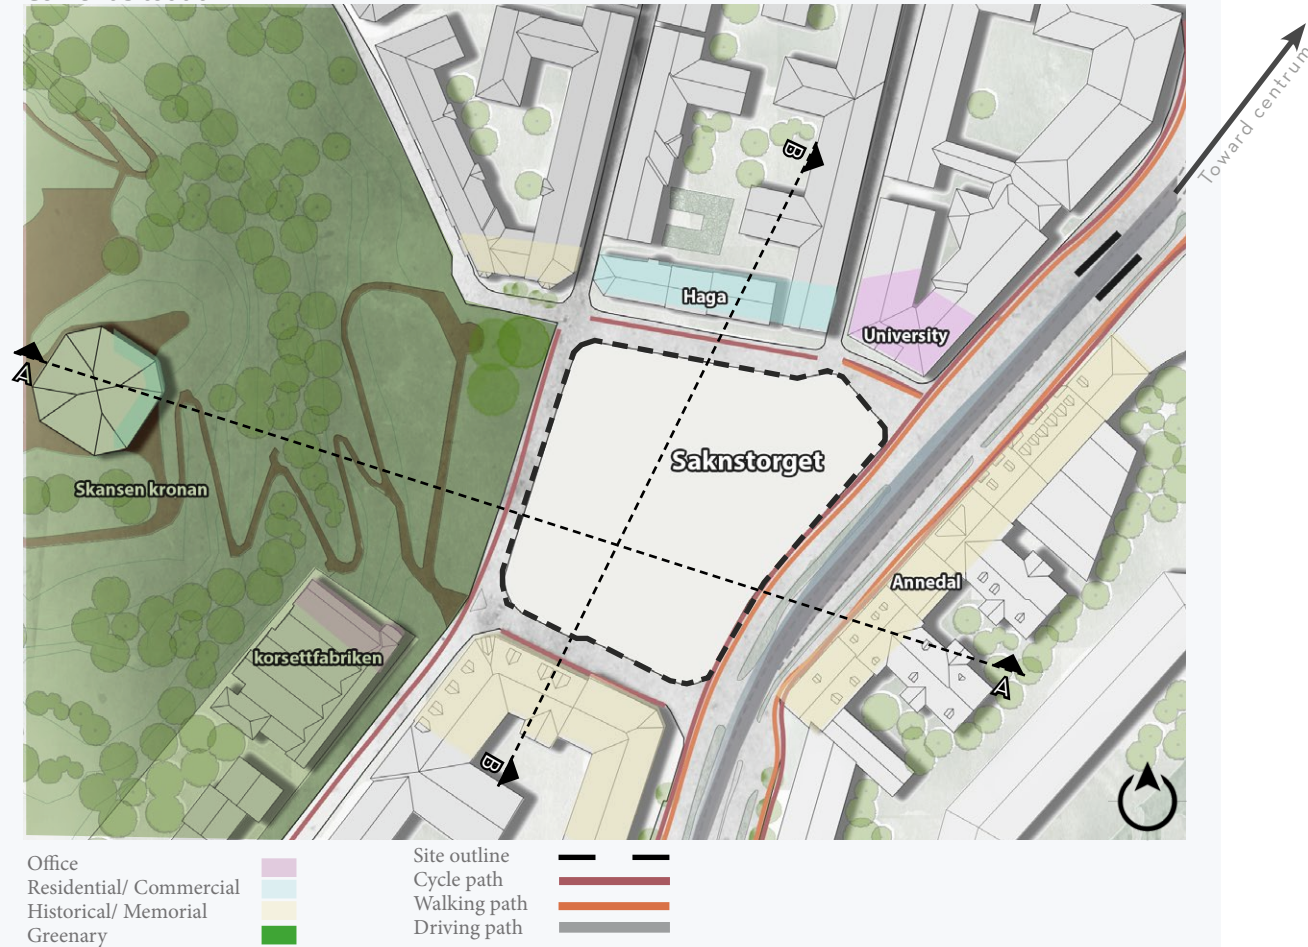 Toward centrum
B
Haga
University
A
Saknstorget
Skansen kronan
Annedal
korsettfabriken
A
B
Office
Residential/ Commercial
Historical/ Memorial
Greenary
Site outline
Cycle path
Walking path
Driving path